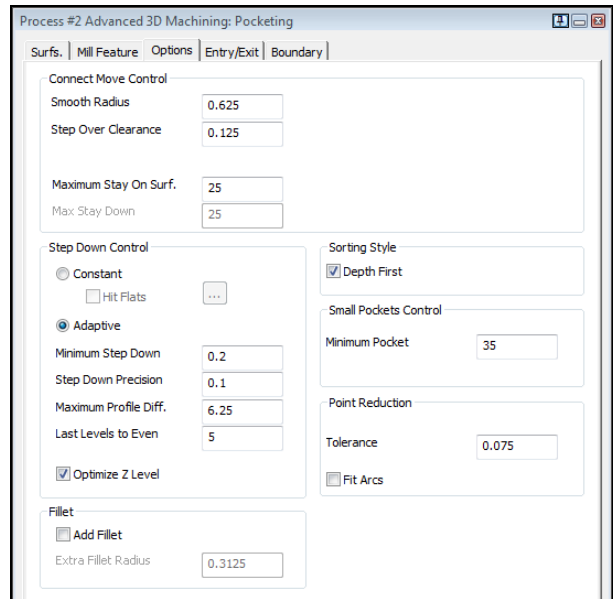 Process #2 Advanced 3D Machining: Pocketing
Surfs. Mill Feature Options Entry/Exit Boundary
Connect Move Control
Smooth Radius 0.625
Step Over Clearance 0.125
Maximum Stay On Surf. 25
Max Stay Down 25
Step Down Control
Constant
Hit Flats ...
Adaptive
Minimum Step Down 0.2
Step Down Precision 0.1
Maximum Profile Diff. 6.25
Last Levels to Even 5
Optimize Z Level
Sorting Style
Depth First
Small Pockets Control
Minimum Pocket 35
Point Reduction
Tolerance 0.075
Fit Arcs
Fillet
Add Fillet
Extra Fillet Radius 0.3125